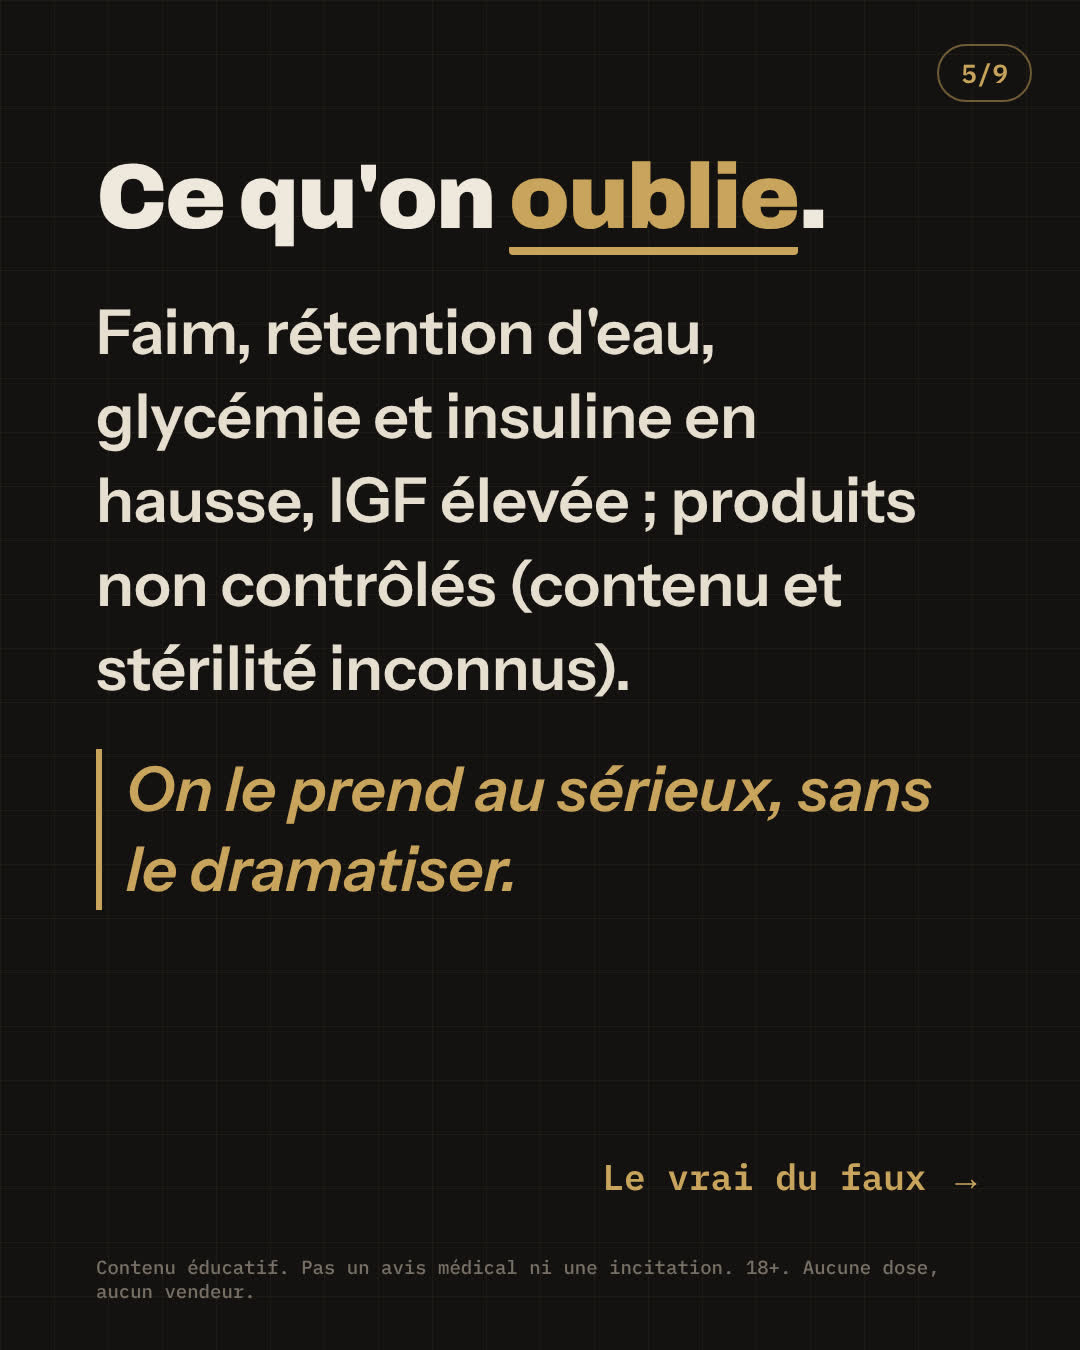 5/9
Ce qu'on oublie.
Faim, rétention d'eau,
glycémie et insuline en
hausse, IGF élevée ; produits
non contrôlés (contenu et
stérilité inconnus).
On le prend au sérieux, sans
le dramatiser.
Le vrai du faux →
Contenu éducatif. Pas un avis médical ni une incitation. 18+. Aucune dose,
aucun vendeur.